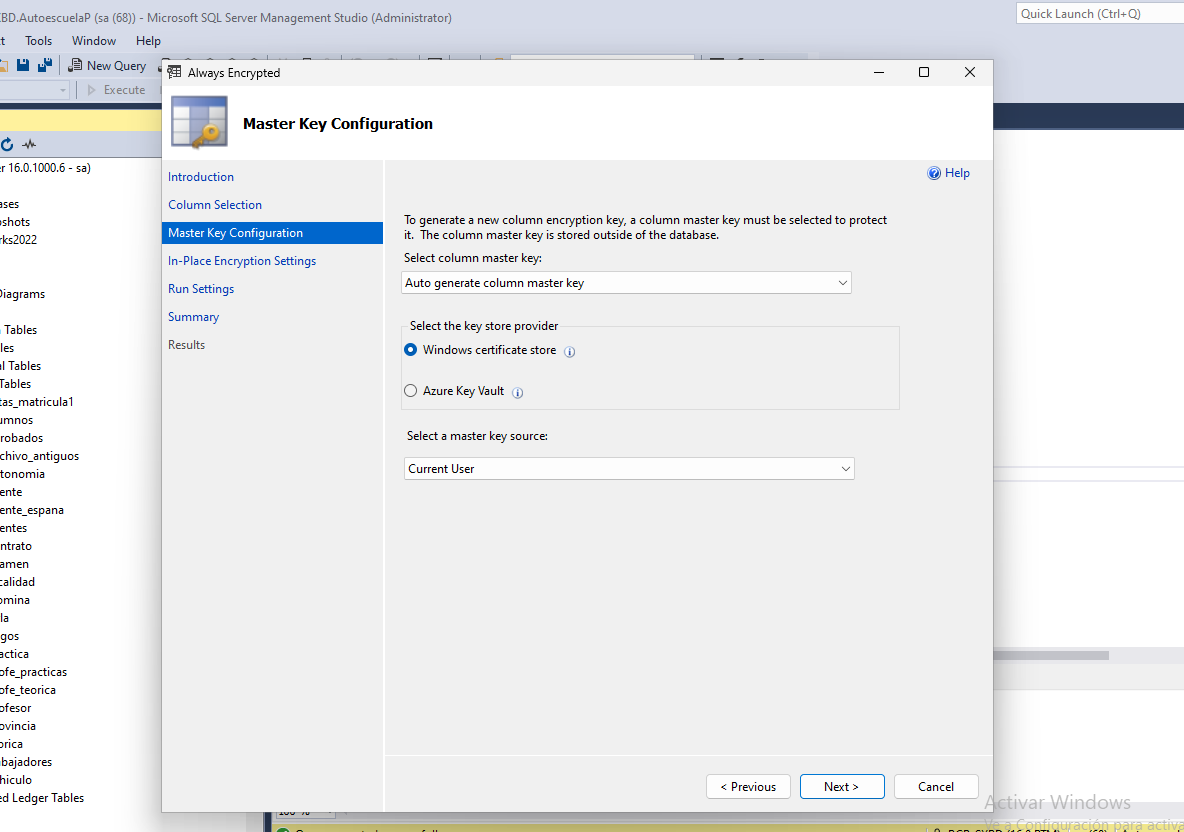 BD.AutoescuelaP (sa (68)) - Microsoft SQL Server Management Studio (Administrator)
Quick Launch (Ctrl+Q)
Tools Window Help
New Query
Execute
Always Encrypted
Master Key Configuration
r 16.0.1000.6 - sa)
ases
pshots
rks2022
Diagrams
Tables
les
l Tables
Tables
tas_matricula1
umnos
robados
chivo_antiguos
tonomia
ente
ente_espana
entes
ntrato
amen
calidad
omina
la
gos
actica
ofe_practicas
ofe_teorica
ofesor
ovincia
orica
abajadores
hiculo
ed Ledger Tables
Introduction
Column Selection
Master Key Configuration
In-Place Encryption Settings
Run Settings
Summary
Results
Help
To generate a new column encryption key, a column master key must be selected to protect
it. The column master key is stored outside of the database.
Select column master key:
Auto generate column master key
Select the key store provider
Windows certificate store
Azure Key Vault
Select a master key source:
Current User
< Previous Next > Cancel
Activar Windows
Ve a Configuración para activa